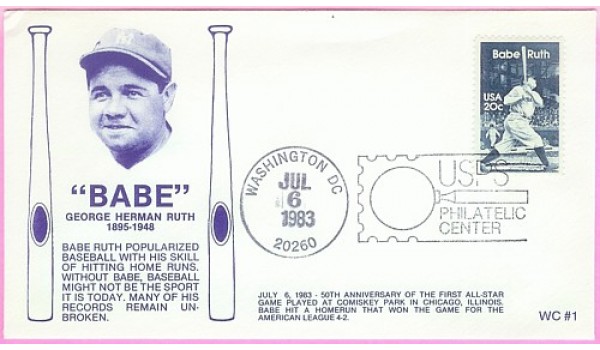 "BABE"
GEORGE HERMAN RUTH
1895-1948
BABE RUTH POPULARIZED
BASEBALL WITH HIS SKILL
OF HITTING HOME RUNS.
WITHOUT BABE, BASEBALL
MIGHT NOT BE THE SPORT
IT IS TODAY. MANY OF HIS
RECORDS REMAIN UN-
BROKEN.
Babe Ruth
USA
20c
WASHINGTON DC
JUL
6
1983
20260
USPS
PHILATELIC
CENTER
JULY 6, 1983 - 50TH ANNIVERSARY OF THE FIRST ALL-STAR
GAME PLAYED AT COMISKEY PARK IN CHICAGO, ILLINOIS.
BABE HIT A HOMERUN THAT WON THE GAME FOR THE
AMERICAN LEAGUE 4-2.
WC #1